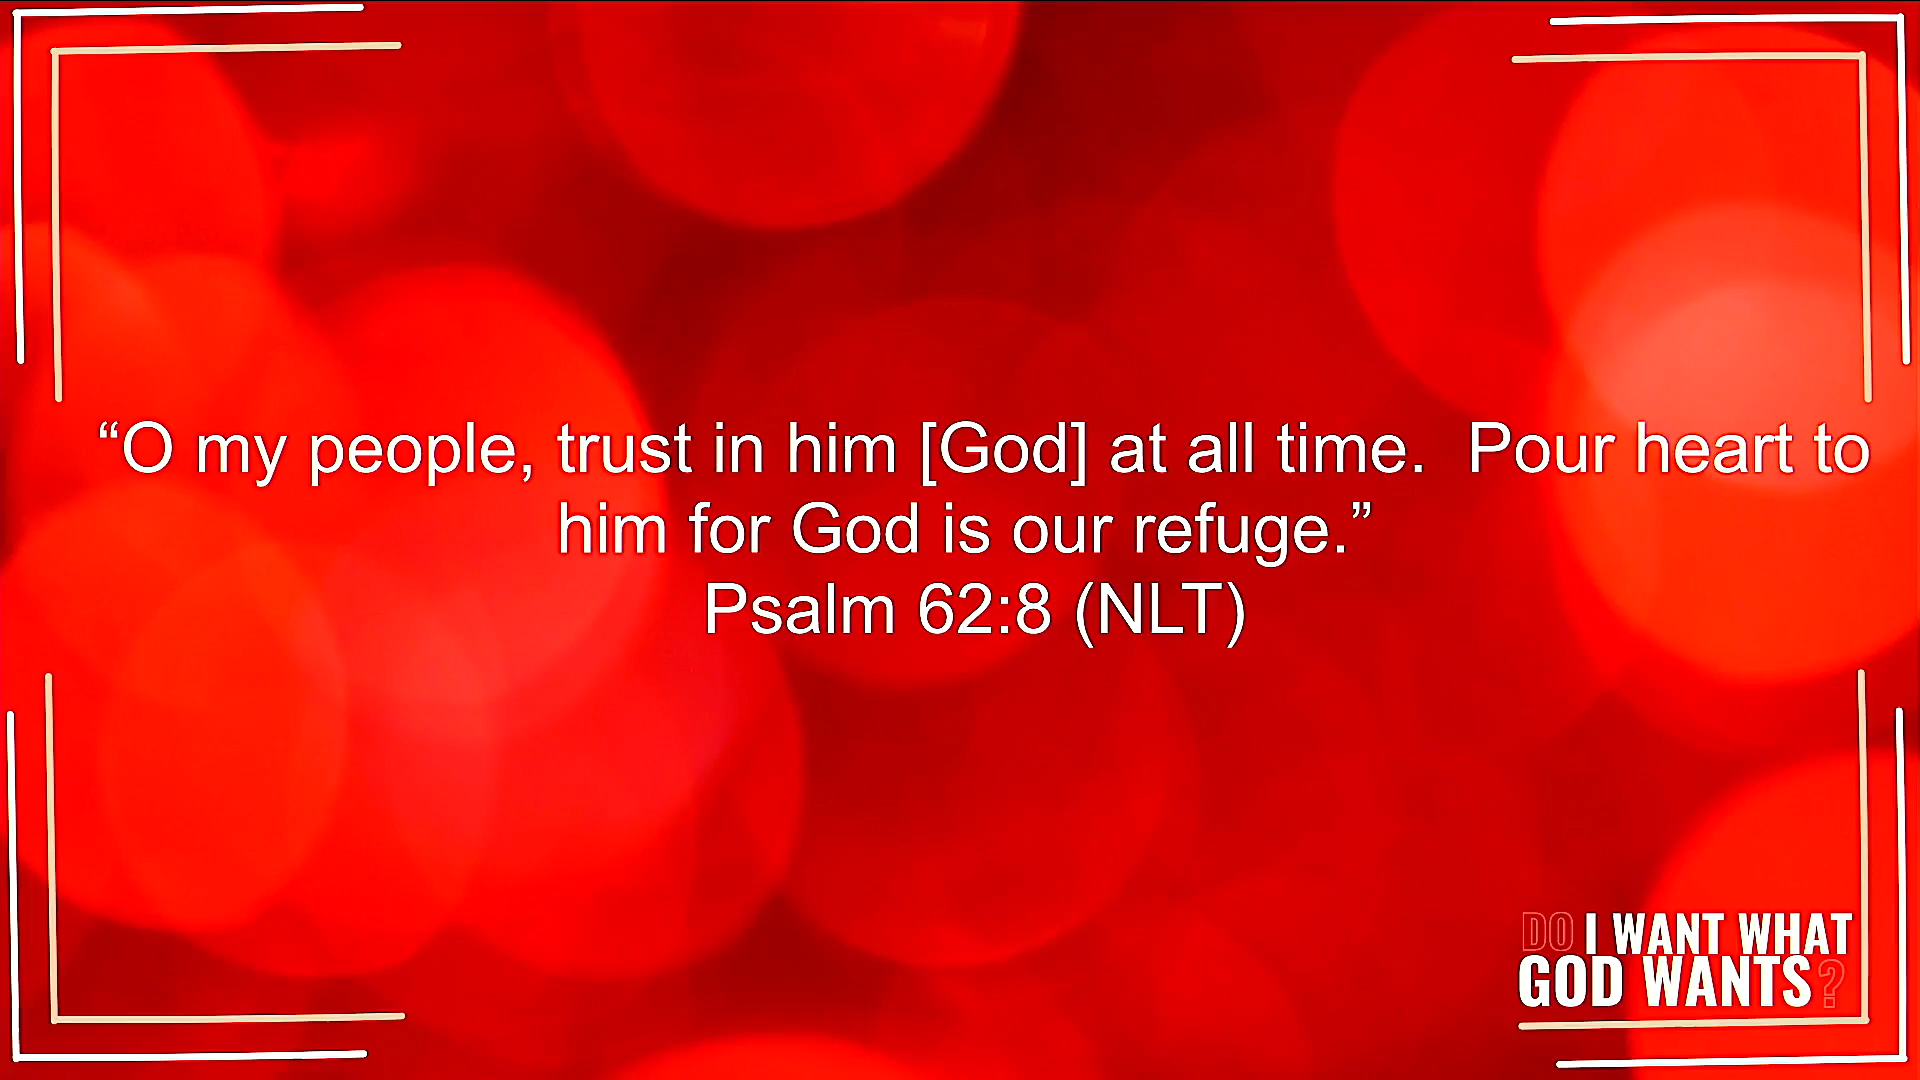 “O my people, trust in him [God] at all time.  Pour heart to
him for God is our refuge.”
Psalm 62:8 (NLT)
DO I WANT WHAT
GOD WANTS?